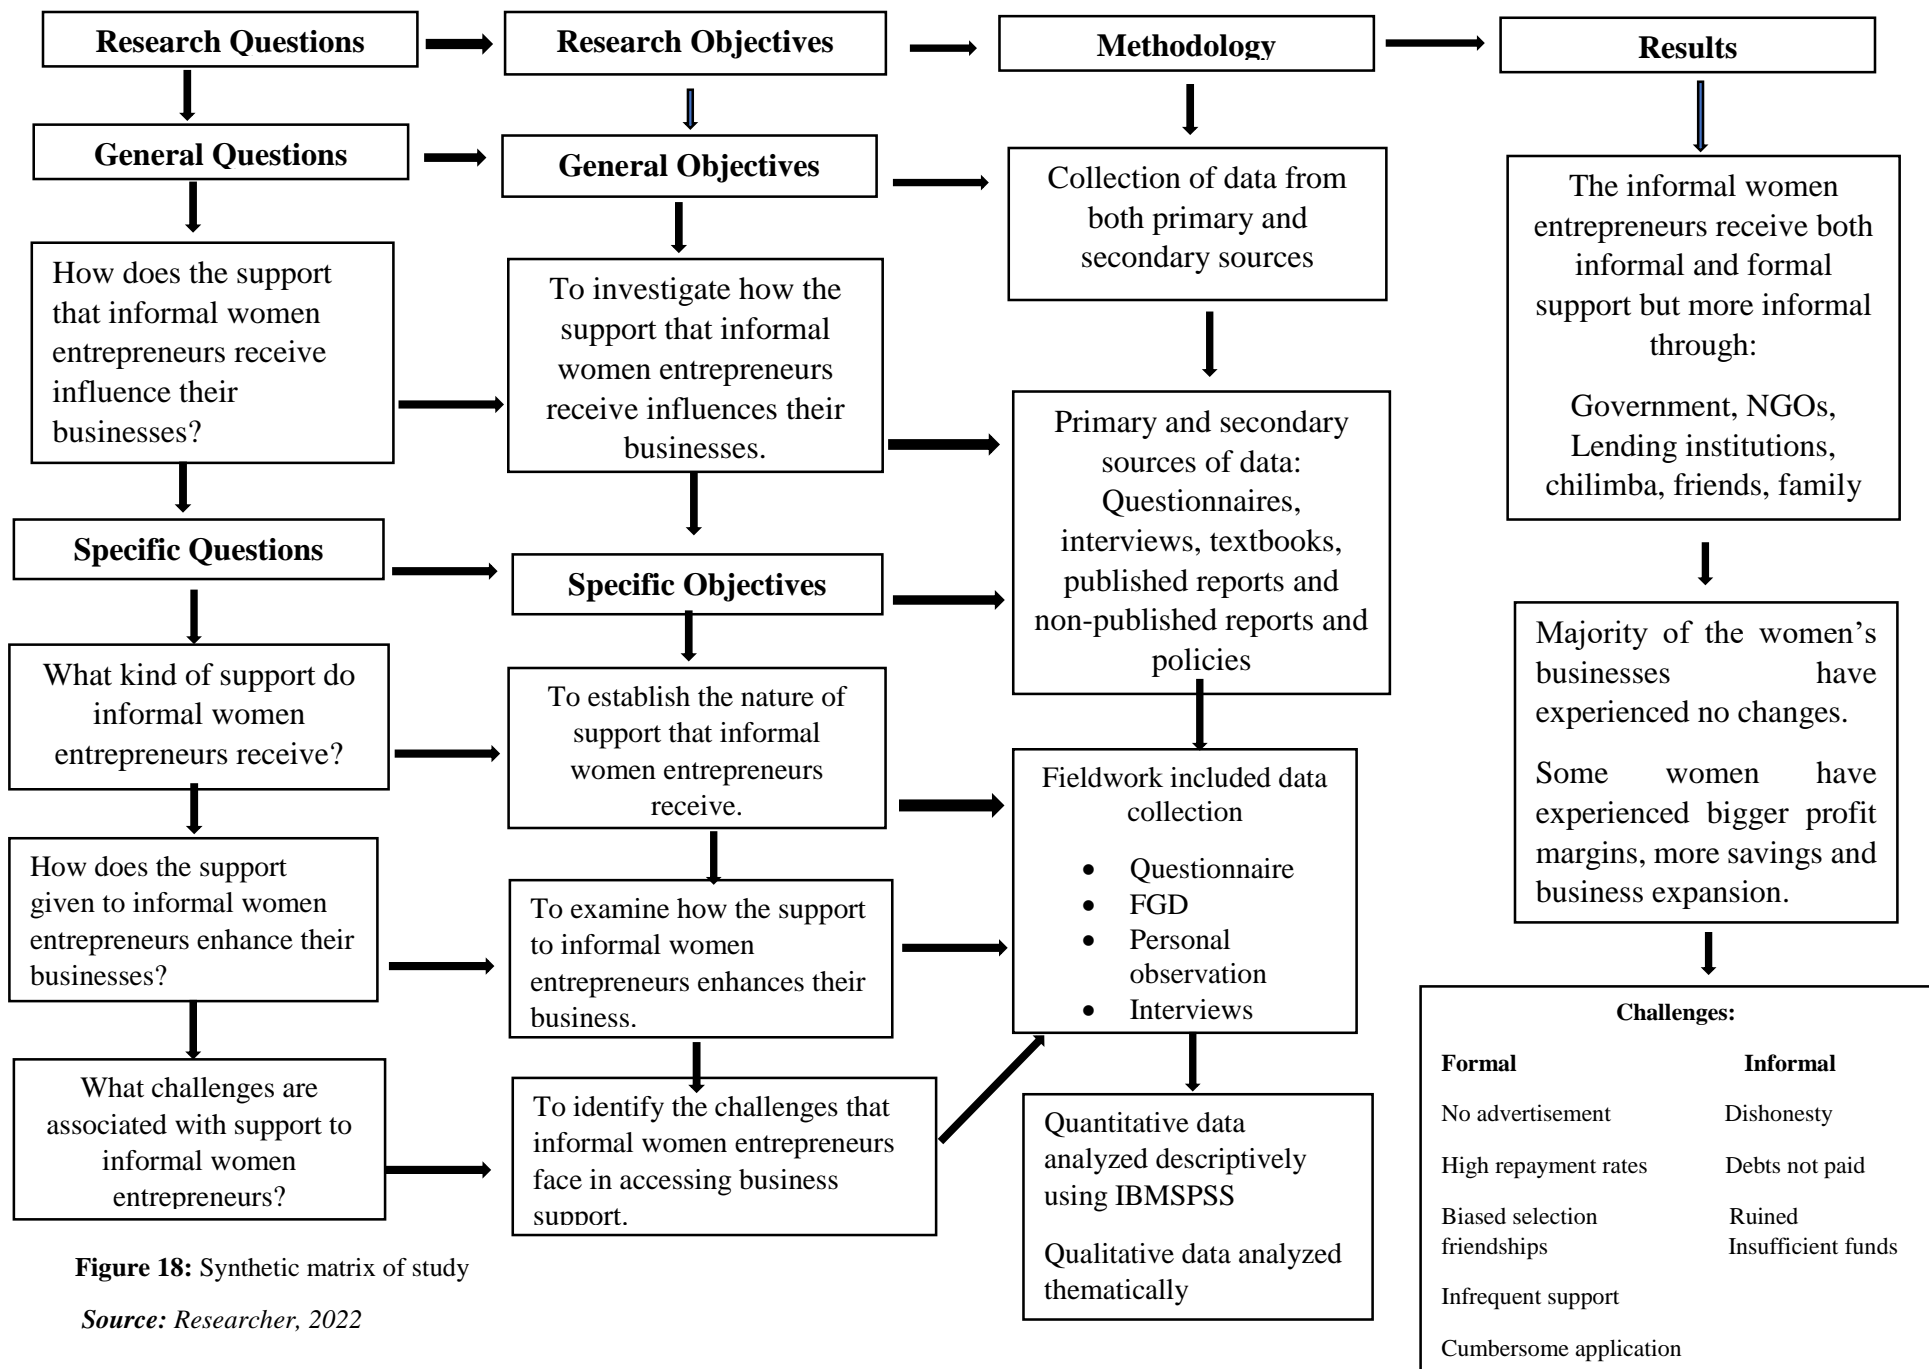 Research Questions
Research Objectives
Methodology
Results
General Questions
General Objectives
Collection of data from
both primary and
secondary sources
The informal women
entrepreneurs receive both
informal and formal
support but more informal
through:
Government, NGOs,
Lending institutions,
chilimba, friends, family
How does the support
that informal women
entrepreneurs receive
influence their
businesses?
To investigate how the
support that informal
women entrepreneurs
receive influences their
businesses.
Primary and secondary
sources of data:
Questionnaires,
interviews, textbooks,
published reports and
non-published reports and
policies
Specific Questions
Specific Objectives
Majority of the women’s
businesses have
experienced no changes.
Some women have
experienced bigger profit
margins, more savings and
business expansion.
What kind of support do
informal women
entrepreneurs receive?
To establish the nature of
support that informal
women entrepreneurs
receive.
Fieldwork included data
collection
• Questionnaire
• FGD
• Personal
observation
• Interviews
How does the support
given to informal women
entrepreneurs enhance their
businesses?
To examine how the support
to informal women
entrepreneurs enhances their
business.
What challenges are
associated with support to
informal women
entrepreneurs?
To identify the challenges that
informal women entrepreneurs
face in accessing business
support.
Quantitative data
analyzed descriptively
using IBMSPSS
Qualitative data analyzed
thematically
Challenges:
Formal Informal
No advertisement Dishonesty
High repayment rates Debts not paid
Biased selection Ruined
friendships Insufficient funds
Infrequent support
Cumbersome application
Figure 18: Synthetic matrix of study
Source: Researcher, 2022